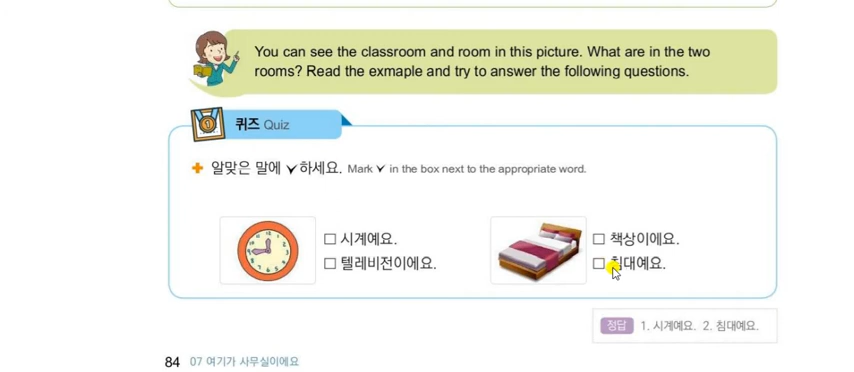 You can see the classroom and room in this picture. What are in the two
rooms? Read the exmaple and try to answer the following questions.
퀴즈 Quiz
알맞은 말에 ✓하세요. Mark ✓ in the box next to the appropriate word.
□ 시계예요.
□ 텔레비전이에요.
□ 책상이에요.
□ 침대예요.
정답 1. 시계예요. 2. 침대예요.
84 07 여기가 사무실이에요